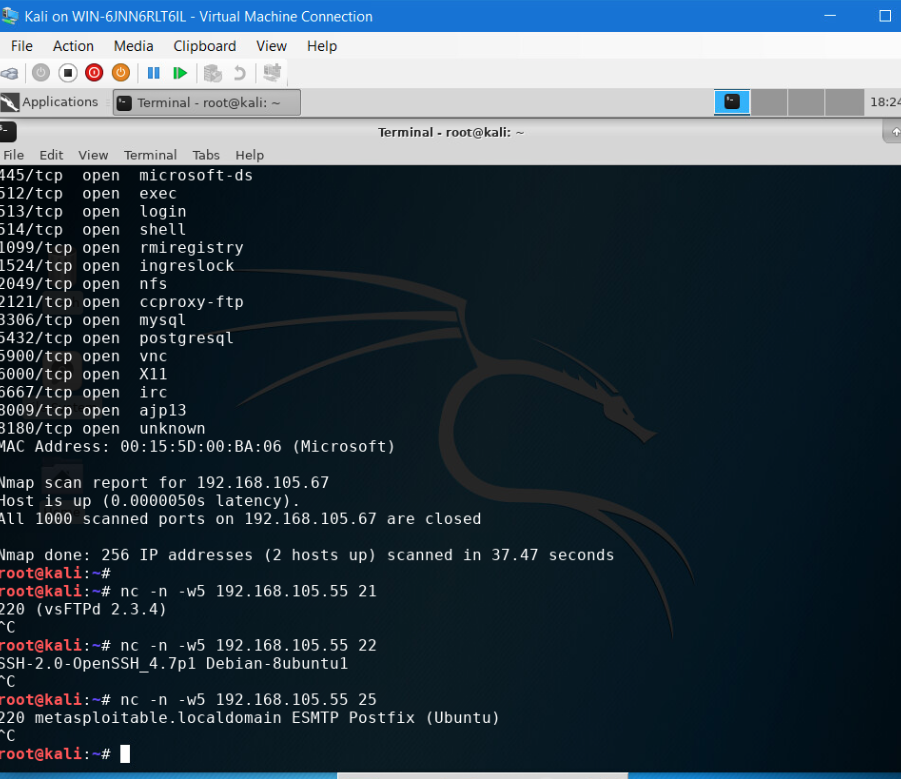 Kali on WIN-6JNN6RLT6IL - Virtual Machine Connection
File Action Media Clipboard View Help
Applications Terminal - root@kali: ~ 18:24
Terminal - root@kali: ~
File Edit View Terminal Tabs Help
445/tcp open microsoft-ds
512/tcp open exec
513/tcp open login
514/tcp open shell
1099/tcp open rmiregistry
1524/tcp open ingreslock
2049/tcp open nfs
2121/tcp open ccproxy-ftp
3306/tcp open mysql
5432/tcp open postgresql
5900/tcp open vnc
6000/tcp open X11
6667/tcp open irc
8009/tcp open ajp13
8180/tcp open unknown
MAC Address: 00:15:5D:00:BA:06 (Microsoft)
Nmap scan report for 192.168.105.67
Host is up (0.0000050s latency).
All 1000 scanned ports on 192.168.105.67 are closed
Nmap done: 256 IP addresses (2 hosts up) scanned in 37.47 seconds
root@kali:~#
root@kali:~# nc -n -w5 192.168.105.55 21
220 (vsFTPd 2.3.4)
^C
root@kali:~# nc -n -w5 192.168.105.55 22
SSH-2.0-OpenSSH_4.7p1 Debian-8ubuntu1
^C
root@kali:~# nc -n -w5 192.168.105.55 25
220 metasploitable.localdomain ESMTP Postfix (Ubuntu)
^C
root@kali:~#